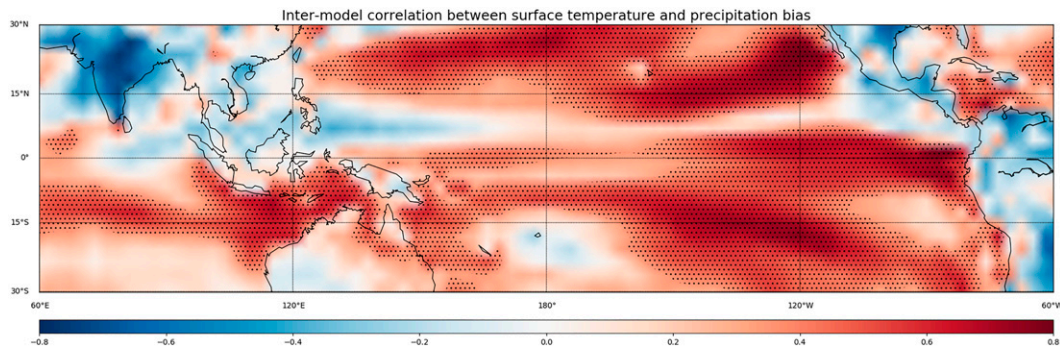 Inter-model correlation between surface temperature and precipitation bias
30°N
15°N
0°
15°S
30°S
60°E 120°E 180° 120°W 60°W
−0.8 −0.6 −0.4 −0.2 0.0 0.2 0.4 0.6 0.8